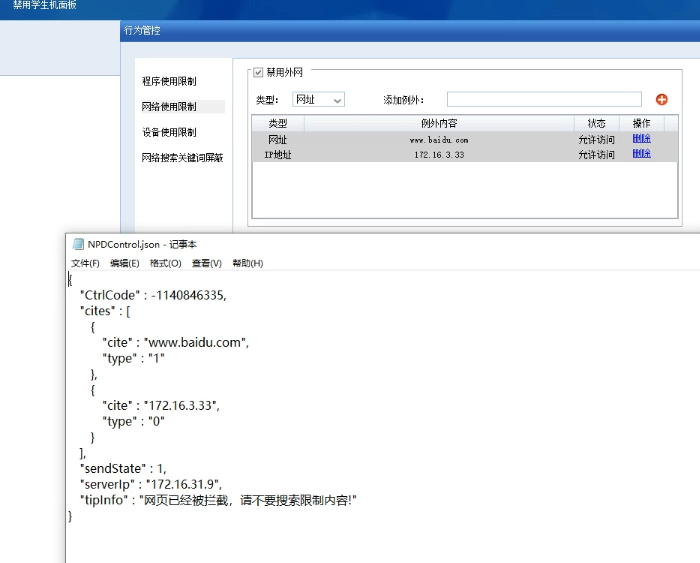 禁用学生机面板
行为管控
程序使用限制
网络使用限制
设备使用限制
网络搜索关键词屏蔽
禁用外网
类型： 网址 添加例外：
类型 例外内容 状态 操作
网址 www.baidu.com 允许访问 删除
IP地址 172.16.3.33 允许访问 删除
NPDControl.json - 记事本
文件(F) 编辑(E) 格式(O) 查看(V) 帮助(H)
{
"CtrlCode" : -1140846335,
"cites" : [
{
"cite" : "www.baidu.com",
"type" : "1"
},
{
"cite" : "172.16.3.33",
"type" : "0"
}
],
"sendState" : 1,
"serverIp" : "172.16.31.9",
"tipInfo" : "网页已经被拦截，请不要搜索限制内容!"
}